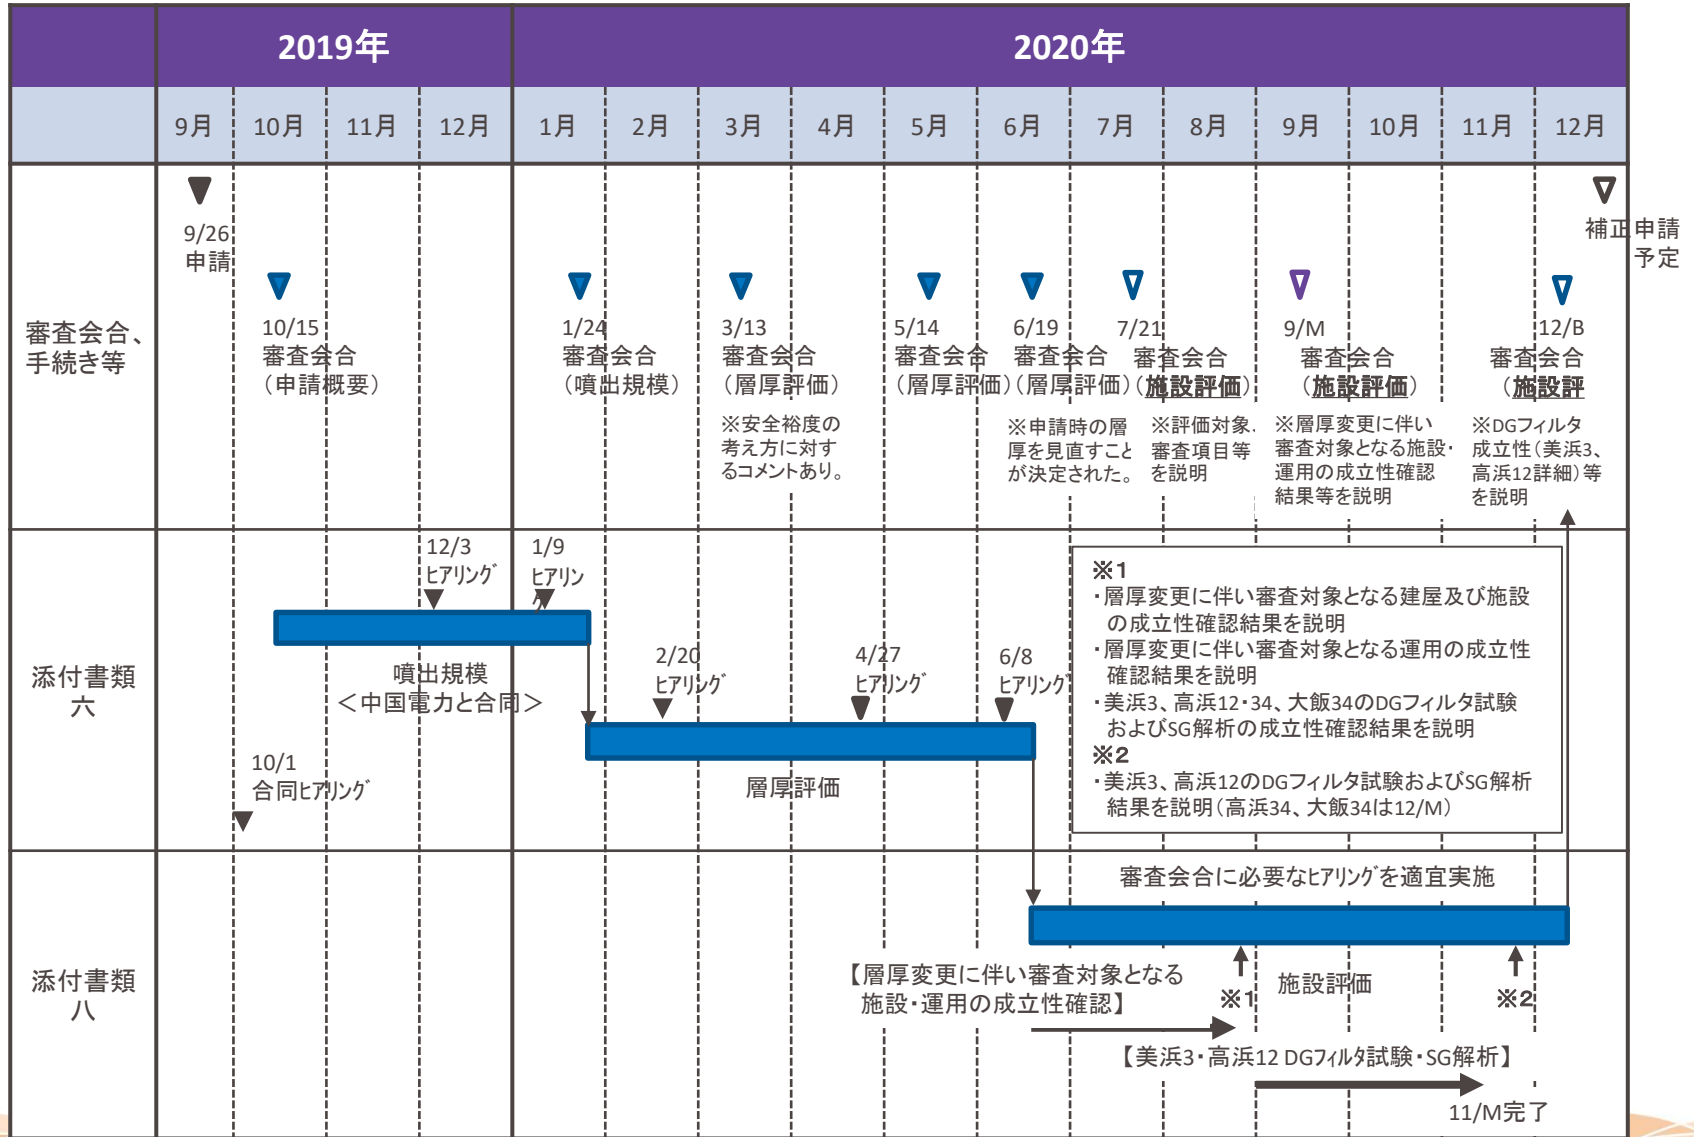 2019年
2020年
9月
10月
11月
12月
1月
2月
3月
4月
5月
6月
7月
8月
9月
10月
11月
12月
審査会合、
手続き等
9/26
申請
10/15
審査会合
（申請概要）
1/24
審査会合
（噴出規模）
3/13
審査会合
（層厚評価）
※安全裕度の
考え方に対す
るコメントあり。
5/14
審査会合
（層厚評価）
6/19
審査会合
（層厚評価）
※申請時の層
厚を見直すこと
が決定された。
7/21
審査会合
（施設評価）
※評価対象、
審査項目等
を説明
9/M
審査会合
（施設評価）
※層厚変更に伴い
審査対象となる施設・
運用の成立性確認
結果等を説明
12/B
審査会合
（施設評
※DGフィルタ
成立性（美浜3、
高浜12詳細）等
を説明
補正申請
予定
添付書類
六
10/1
合同ﾋｱﾘﾝｸﾞ
12/3
ﾋｱﾘﾝｸﾞ
1/9
ﾋｱﾘﾝ
ｸﾞ
噴出規模
＜中国電力と合同＞
2/20
ﾋｱﾘﾝｸﾞ
4/27
ﾋｱﾘﾝｸﾞ
6/8
ﾋｱﾘﾝｸﾞ
層厚評価
※1
・層厚変更に伴い審査対象となる建屋及び施設
の成立性確認結果を説明
・層厚変更に伴い審査対象となる運用の成立性
確認結果を説明
・美浜3、高浜12・34、大飯34のDGフィルタ試験
およびSG解析の成立性確認結果を説明
※2
・美浜3、高浜12のDGフィルタ試験およびSG解析
結果を説明（高浜34、大飯34は12/M）
添付書類
八
審査会合に必要なﾋｱﾘﾝｸﾞを適宜実施
【層厚変更に伴い審査対象となる
施設・運用の成立性確認】
※1
施設評価
※2
【美浜3・高浜12 DGﾌｨﾙﾀ試験・SG解析】
11/M完了